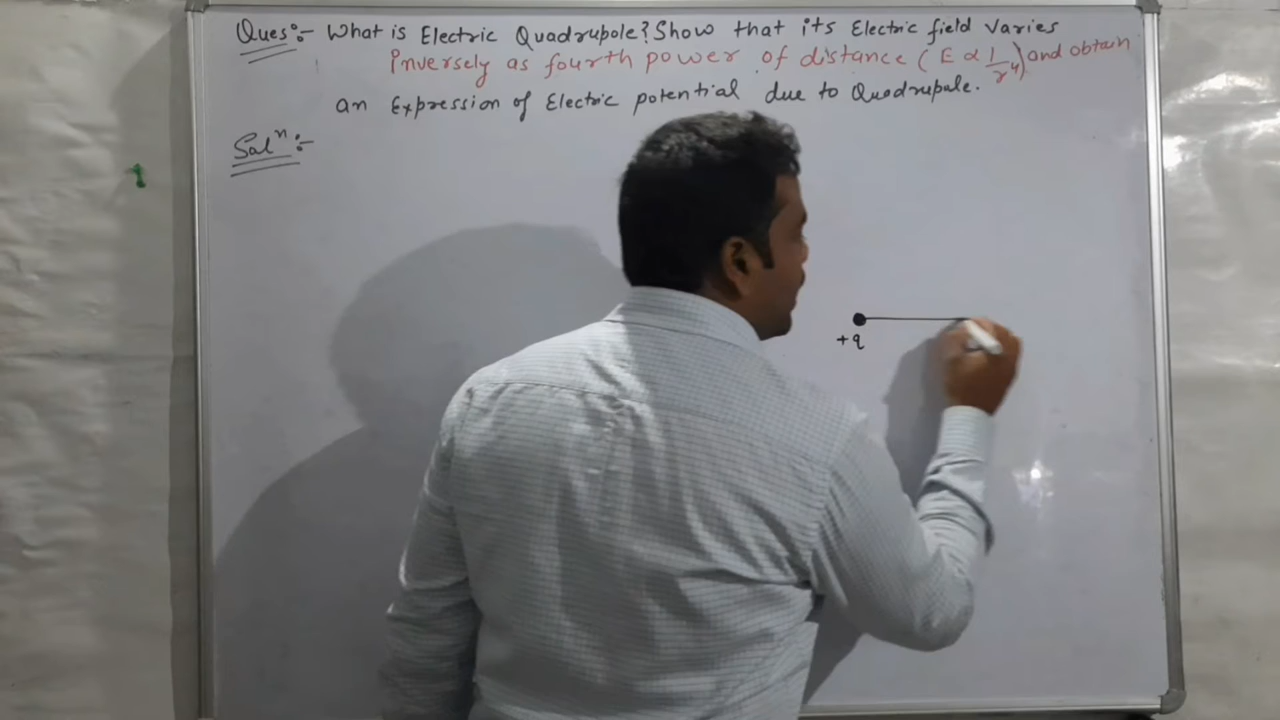 Ques:- What is Electric Quadrupole? Show that its Electric field varies
Inversely as fourth power of distance (E ∝ 1/r⁴) and obtain
an Expression of Electric potential due to Quadrupole.
Solⁿ:-
+q
1